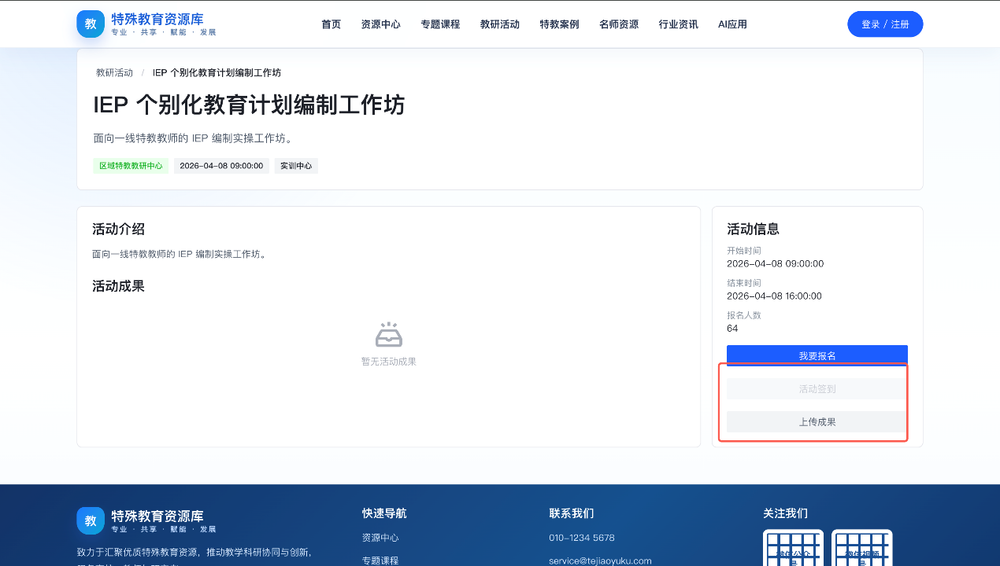 教
特殊教育资源库
专业 · 共享 · 赋能 · 发展
首页 资源中心 专题课程 教研活动 特教案例 名师资源 行业资讯 AI应用
登录 / 注册
教研活动 / IEP 个别化教育计划编制工作坊
IEP 个别化教育计划编制工作坊
面向一线特教教师的 IEP 编制实操工作坊。
区域特教教研中心 2026-04-08 09:00:00 实训中心
活动介绍
面向一线特教教师的 IEP 编制实操工作坊。
活动成果
暂无活动成果
活动信息
开始时间
2026-04-08 09:00:00
结束时间
2026-04-08 16:00:00
报名人数
64
我要报名
活动签到
上传成果
教
特殊教育资源库
专业 · 共享 · 赋能 · 发展
致力于汇聚优质特殊教育资源，推动教学科研协同与创新，
快速导航
资源中心
专题课程
联系我们
010-1234 5678
service@tejiaoyuku.com
关注我们
微信公众
号
微信视频
号